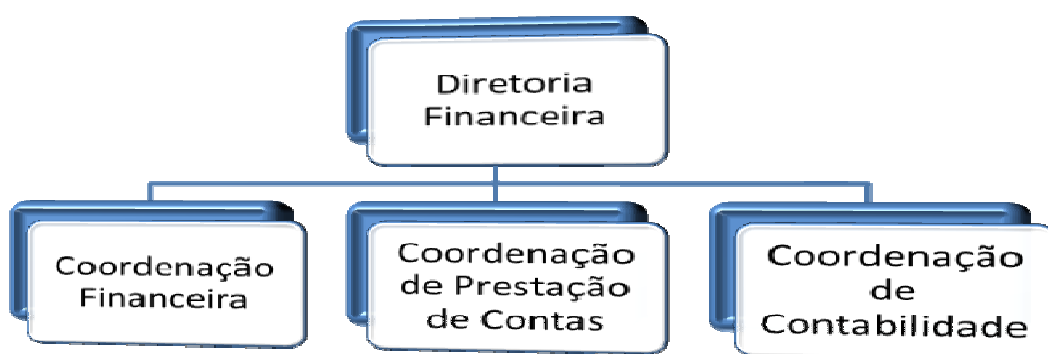 Diretoria
Financeira
Coordenação
Financeira
Coordenação
de Prestação
de Contas
Coordenação
de
Contabilidade